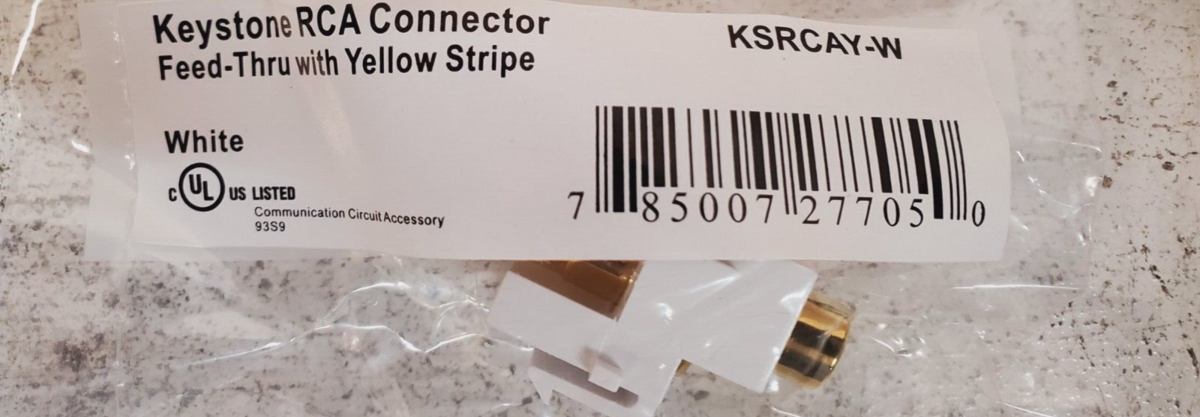 Keystone RCA Connector
KSRCAY-W
Feed-Thru with Yellow Stripe
White
C UL US LISTED
Communication Circuit Accessory
93S9
7 85007 27705 0